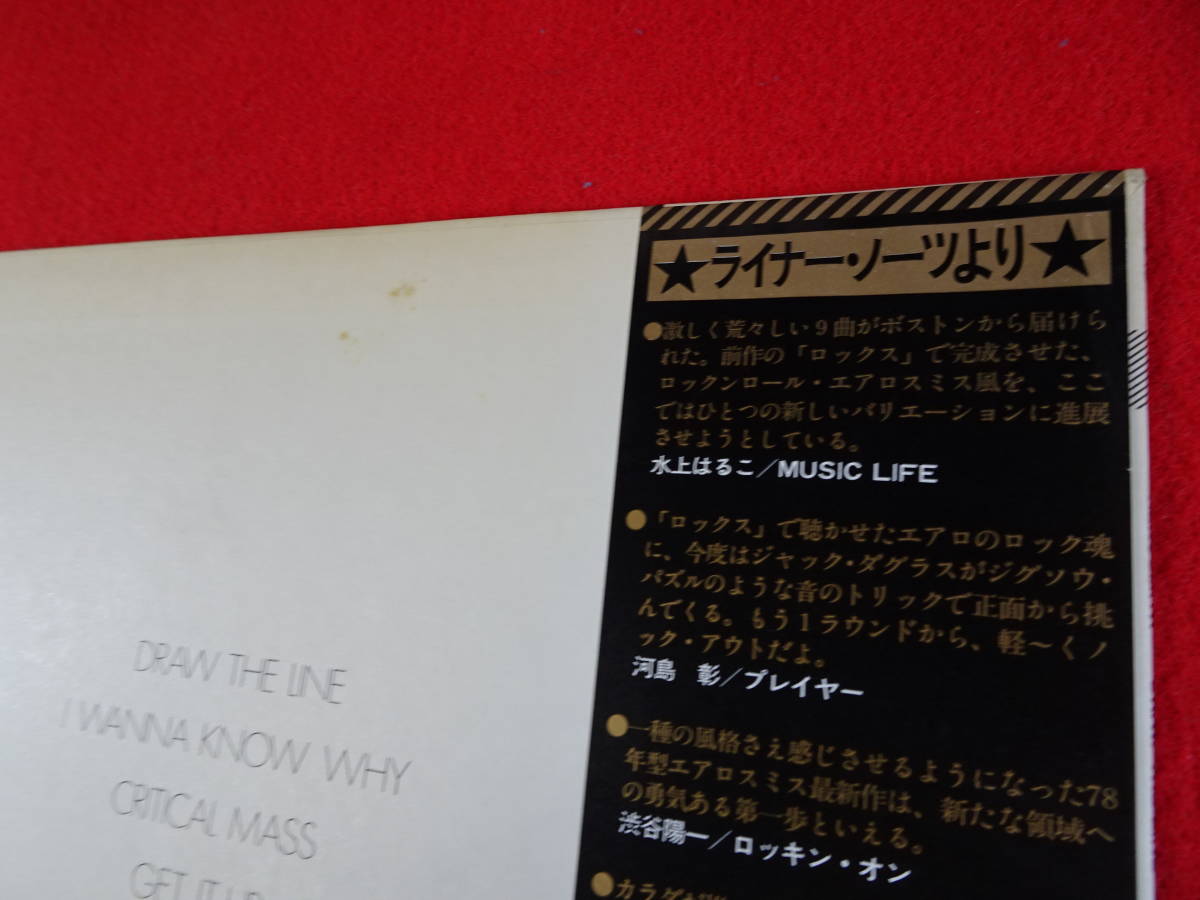 ★ライナー・ノーツより★
●激しく荒々しい9曲がボストンから届けら
れた。前作の「ロックス」で完成させた、
ロックンロール・エアロスミス風を、ここ
ではひとつの新しいバリエーションに進展
させようとしている。
水上はるこ/MUSIC LIFE
●「ロックス」で聴かせたエアロのロック魂
に、今度はジャック・ダグラスがジグソウ・
パズルのような音のトリックで正面から挑
んでくる。もう1ラウンドから、軽〜くノ
ック・アウトだよ。
河島 彰/プレイヤー
●一種の風格さえ感じさせるようになった78
年型エアロスミス最新作は、新たな領域へ
の勇気ある第一歩といえる。
渋谷陽一/ロッキン・オン
●カラダが
DRAW THE LINE
I WANNA KNOW WHY
CRITICAL MASS
GET IT UP